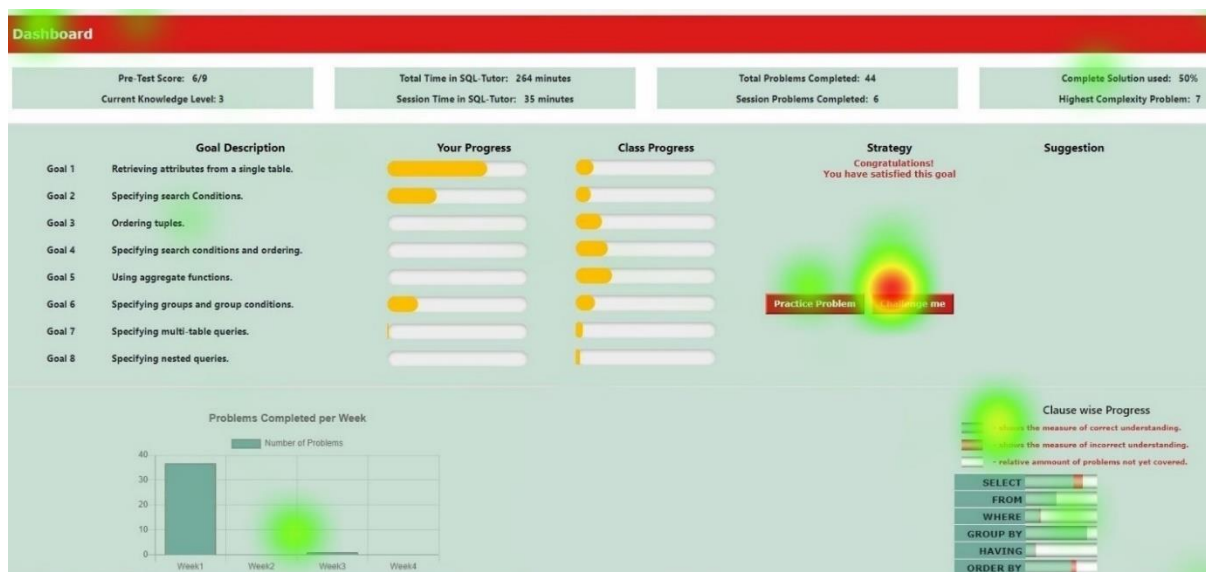 Dashboard
Pre-Test Score: 6/9
Current Knowledge Level: 3
Total Time in SQL-Tutor: 264 minutes
Session Time in SQL-Tutor: 35 minutes
Total Problems Completed: 44
Session Problems Completed: 6
Complete Solution used: 50%
Highest Complexity Problem: 7
Goal Description Your Progress Class Progress Strategy Suggestion
Goal 1 Retrieving attributes from a single table.
Congratulations!
You have satisfied this goal
Goal 2 Specifying search Conditions.
Goal 3 Ordering tuples.
Goal 4 Specifying search conditions and ordering.
Goal 5 Using aggregate functions.
Goal 6 Specifying groups and group conditions.
Practice Problem Challenge me
Goal 7 Specifying multi-table queries.
Goal 8 Specifying nested queries.
Problems Completed per Week
Number of Problems
40
30
20
10
0
Week1 Week2 Week3 Week4
Clause wise Progress
- shows the measure of correct understanding.
- shows the measure of incorrect understanding.
- relative ammount of problems not yet covered.
SELECT
FROM
WHERE
GROUP BY
HAVING
ORDER BY